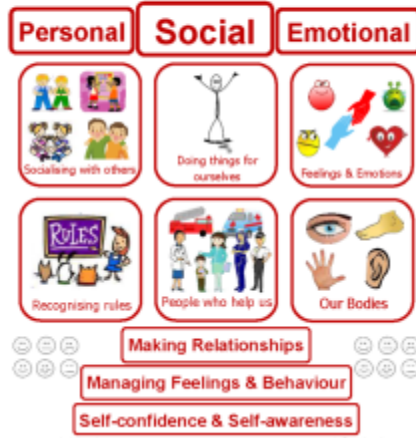 Personal
Social
Emotional
Socialising with others
Doing things for
ourselves
Feelings & Emotions
RULES
Recognising rules
People who help us
Our Bodies
Making Relationships
Managing Feelings & Behaviour
Self-confidence & Self-awareness